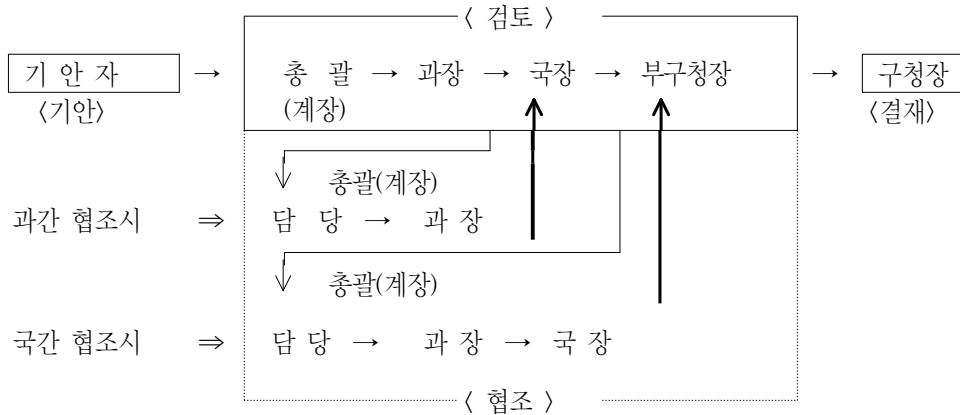 〈 검토 〉
기 안 자 → 총 괄 → 과장 → 국장 → 부구청장 → 구청장
〈기안〉 (계장) 〈결재〉
총괄(계장)
과간 협조시 ⇒ 담 당 → 과 장
총괄(계장)
국간 협조시 ⇒ 담 당 → 과 장 → 국 장
〈 협조 〉